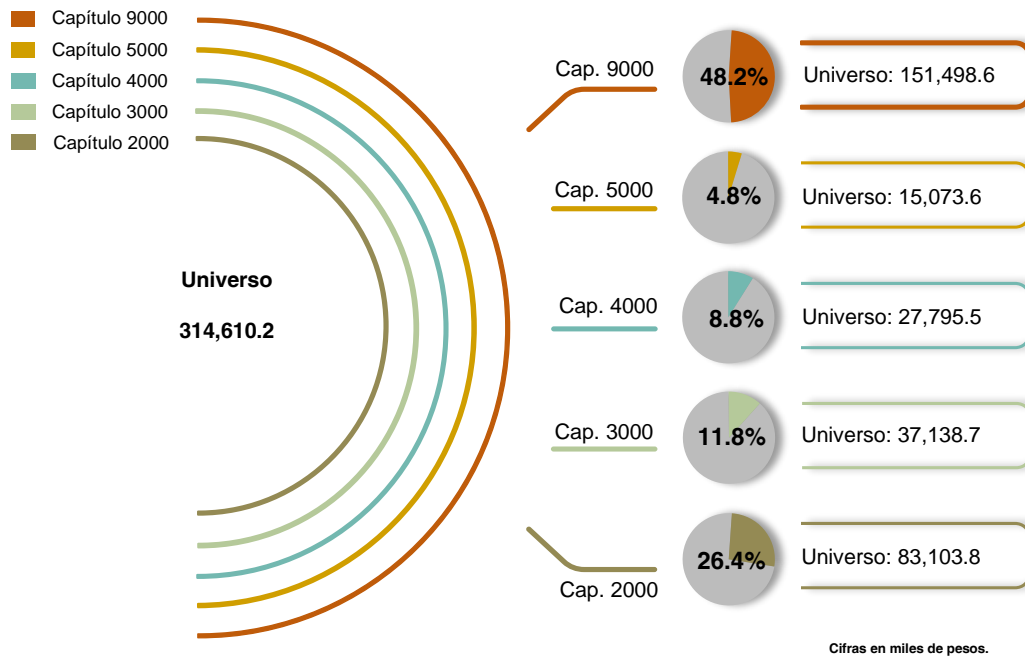 Capítulo 9000
Capítulo 5000
Capítulo 4000
Capítulo 3000
Capítulo 2000
Universo
314,610.2
Cap. 9000
48.2%
Universo: 151,498.6
Cap. 5000
4.8%
Universo: 15,073.6
Cap. 4000
8.8%
Universo: 27,795.5
Cap. 3000
11.8%
Universo: 37,138.7
Cap. 2000
26.4%
Universo: 83,103.8
Cifras en miles de pesos.